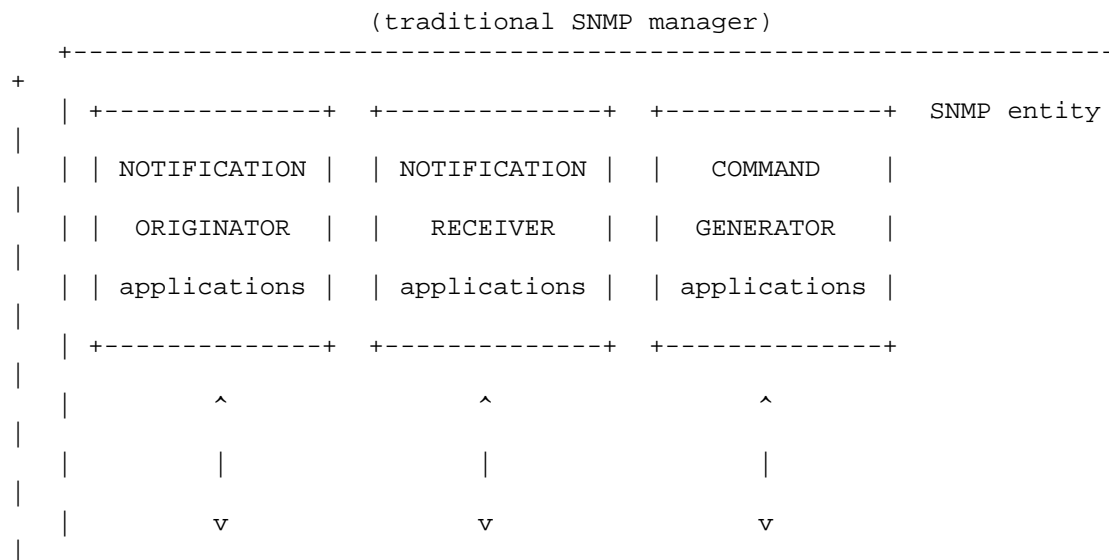 (traditional SNMP manager)
+-------------------------------------------------------------------
+
| +--------------+ +--------------+ +--------------+ SNMP entity
|
| | NOTIFICATION | | NOTIFICATION | | COMMAND |
|
| | ORIGINATOR | | RECEIVER | | GENERATOR |
|
| | applications | | applications | | applications |
|
| +--------------+ +--------------+ +--------------+
|
| ^ ^ ^
|
| | | |
|
| v v v
|